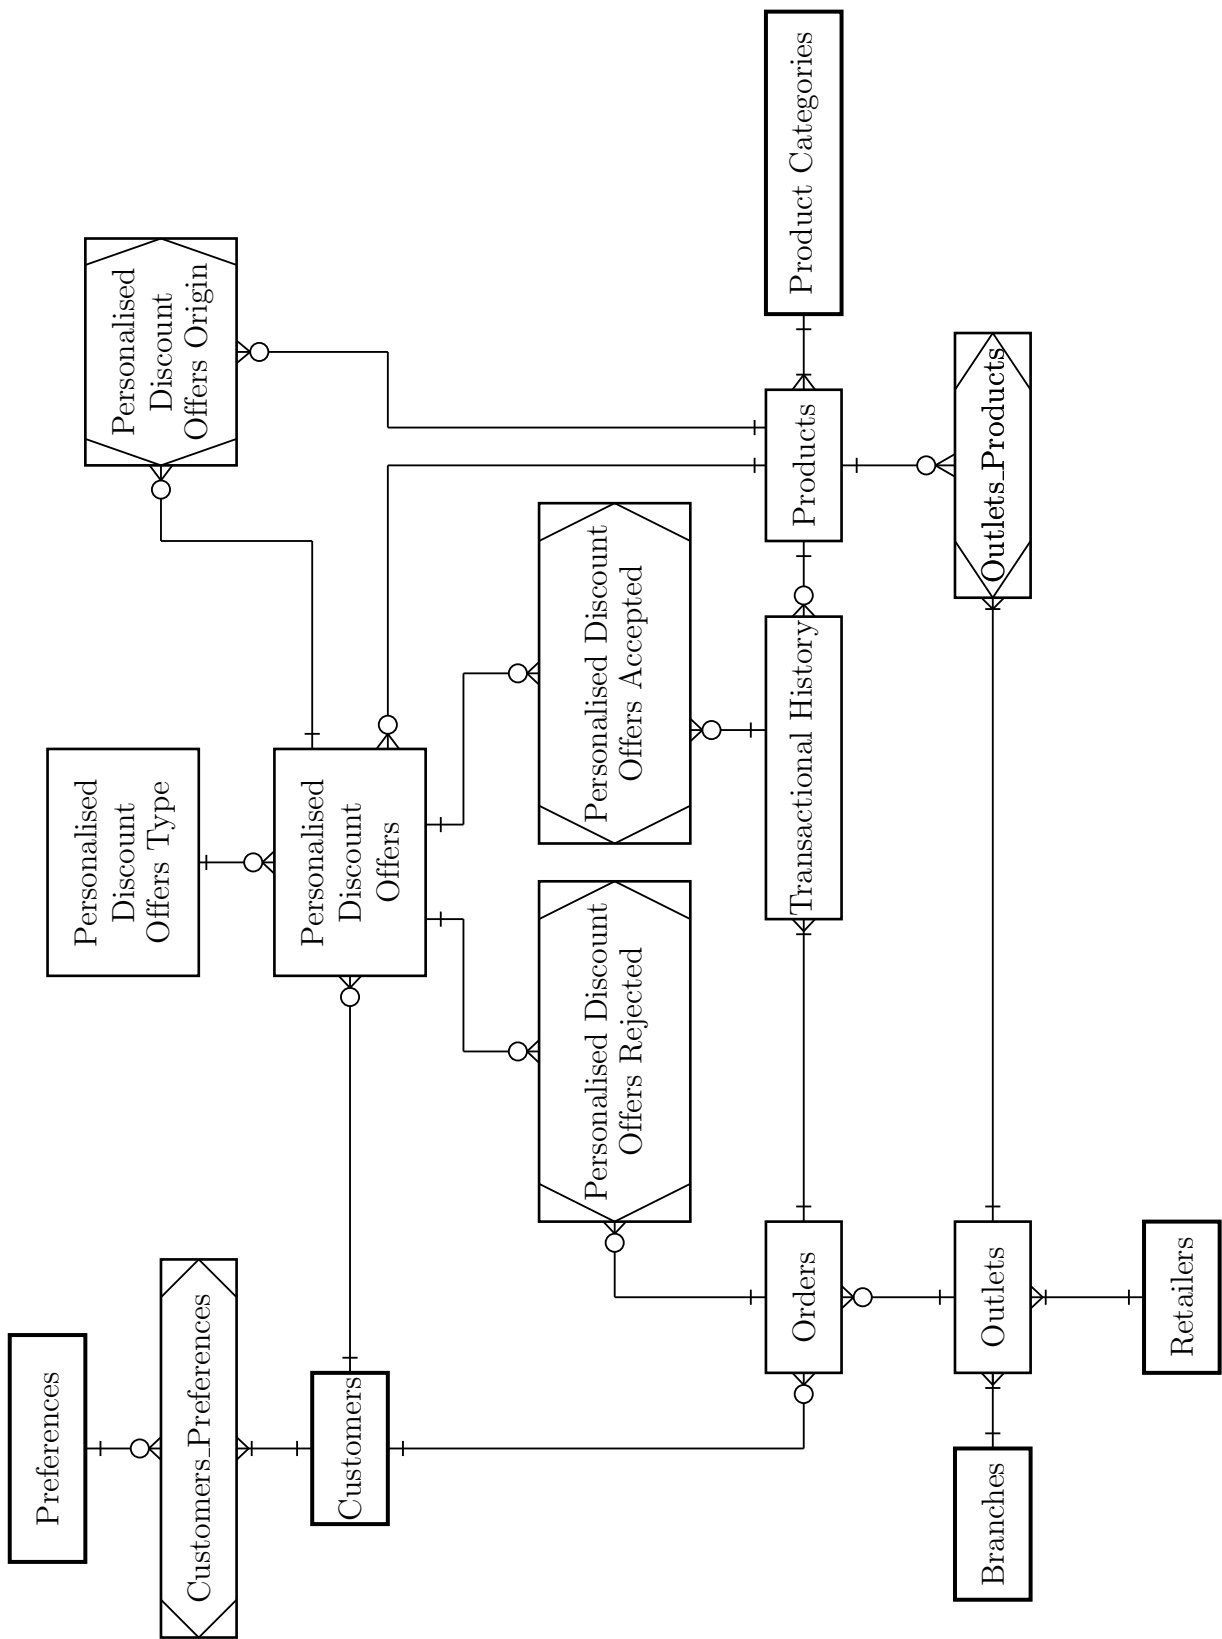 Preferences
Customers_Preferences
Customers
Personalised
Discount
Offers Type
Personalised
Discount
Offers
Personalised
Discount
Offers Origin
Personalised Discount
Offers Rejected
Personalised Discount
Offers Accepted
Orders
Transactional History
Products
Product Categories
Branches
Outlets
Outlets_Products
Retailers